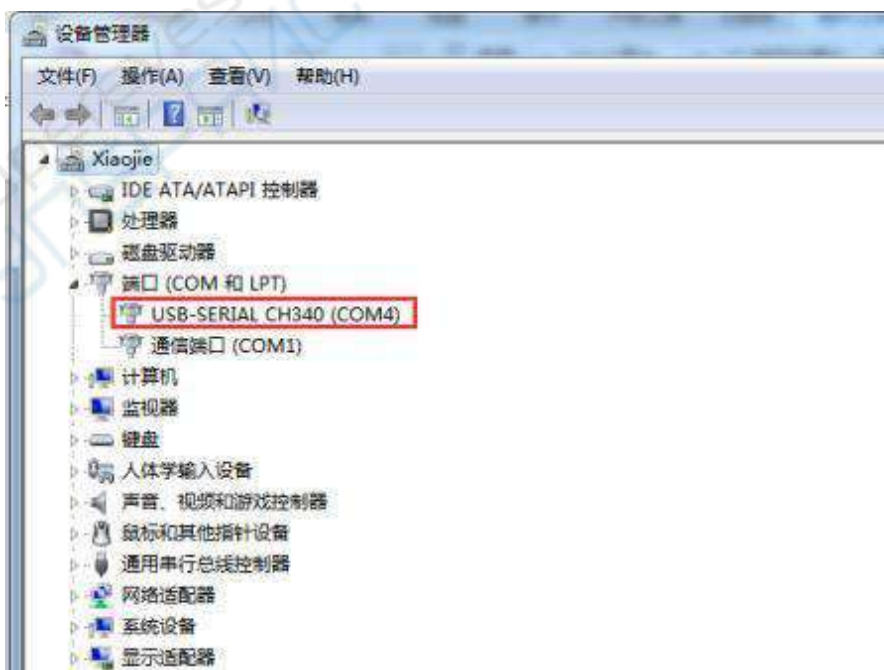 设备管理器
文件(F) 操作(A) 查看(V) 帮助(H)
Xiaojie
IDE ATA/ATAPI 控制器
处理器
磁盘驱动器
端口 (COM 和 LPT)
USB-SERIAL CH340 (COM4)
通信端口 (COM1)
计算机
监视器
键盘
人体学输入设备
声音、视频和游戏控制器
鼠标和其他指针设备
通用串行总线控制器
网络适配器
系统设备
显示适配器